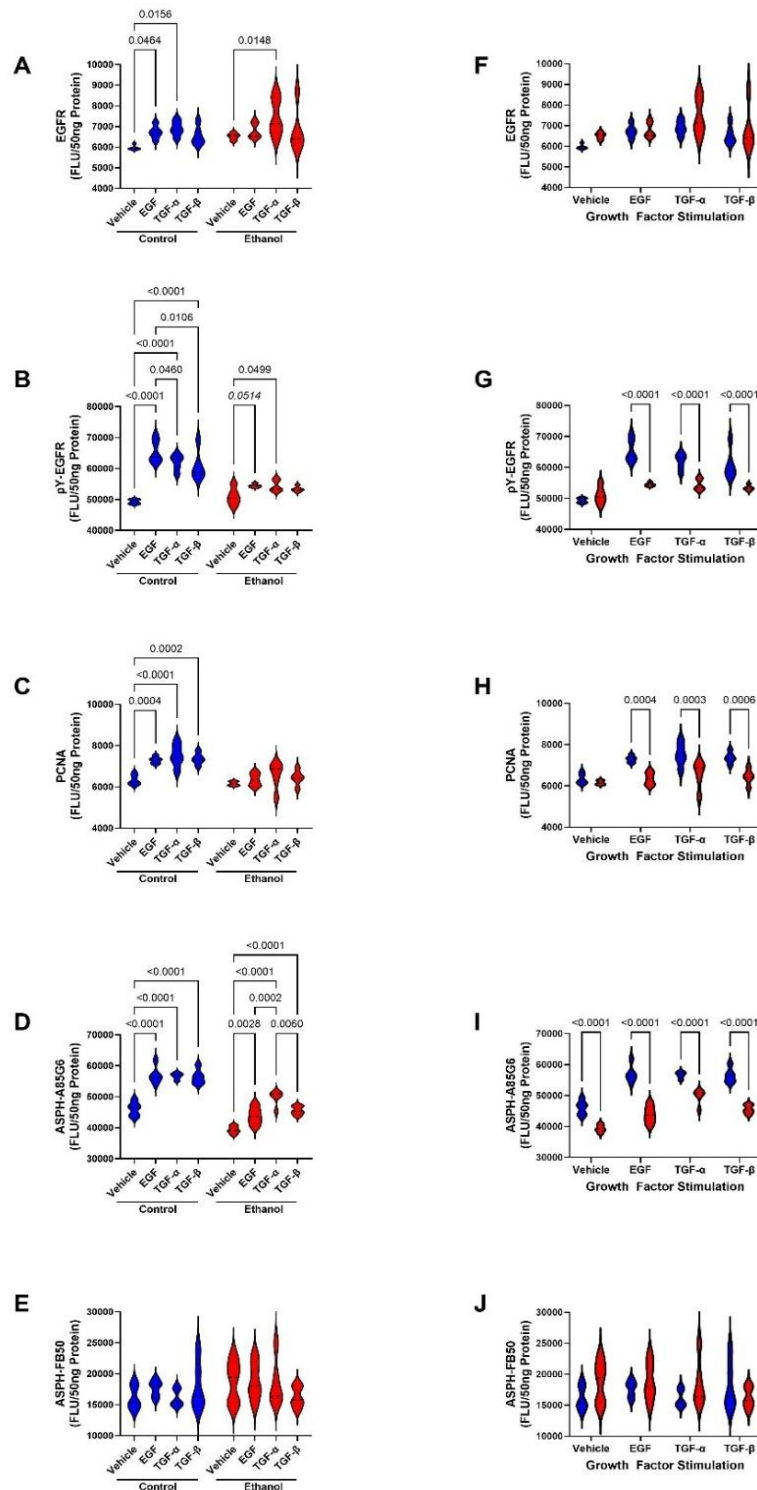 A
0.0156
0.0464
0.0148
EGFR
(FLU/50ng Protein)
10000
9000
8000
7000
6000
5000
4000
Vehicle EGF TGF-α TGF-β Vehicle EGF TGF-α TGF-β
Control Ethanol
F
EGFR
(FLU/50ng Protein)
10000
9000
8000
7000
6000
5000
4000
Vehicle EGF TGF-α TGF-β
Growth Factor Stimulation
B
<0.0001
0.0106
<0.0001
0.0460
0.0499
<0.0001
0.0514
pY-EGFR
(FLU/50ng Protein)
80000
70000
60000
50000
40000
Vehicle EGF TGF-α TGF-β Vehicle EGF TGF-α TGF-β
Control Ethanol
G
<0.0001 <0.0001 <0.0001
pY-EGFR
(FLU/50ng Protein)
80000
70000
60000
50000
40000
Vehicle EGF TGF-α TGF-β
Growth Factor Stimulation
C
0.0002
<0.0001
0.0004
PCNA
(FLU/50ng Protein)
10000
8000
6000
4000
Vehicle EGF TGF-α TGF-β Vehicle EGF TGF-α TGF-β
Control Ethanol
H
0.0004 0.0003 0.0006
PCNA
(FLU/50ng Protein)
10000
8000
6000
4000
Vehicle EGF TGF-α TGF-β
Growth Factor Stimulation
D
<0.0001
<0.0001
<0.0001
<0.0001
0.0002
<0.0001
0.0028 0.0060
ASPH-A85G6
(FLU/50ng Protein)
70000
60000
50000
40000
30000
Vehicle EGF TGF-α TGF-β Vehicle EGF TGF-α TGF-β
Control Ethanol
I
<0.0001 <0.0001 <0.0001 <0.0001
ASPH-A85G6
(FLU/50ng Protein)
70000
60000
50000
40000
30000
Vehicle EGF TGF-α TGF-β
Growth Factor Stimulation
E
ASPH-FB50
(FLU/50ng Protein)
30000
25000
20000
15000
10000
Vehicle EGF TGF-α TGF-β Vehicle EGF TGF-α TGF-β
Control Ethanol
J
ASPH-FB50
(FLU/50ng Protein)
30000
25000
20000
15000
10000
Vehicle EGF TGF-α TGF-β
Growth Factor Stimulation